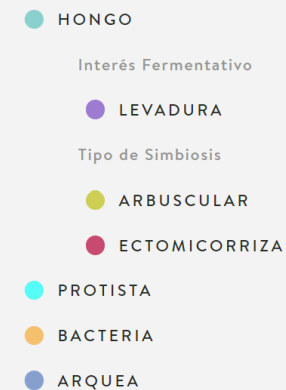 HONGO
Interés Fermentativo
LEVADURA
Tipo de Simbiosis
ARBUSCULAR
ECTOMICORRIZA
PROTISTA
BACTERIA
ARQUEA